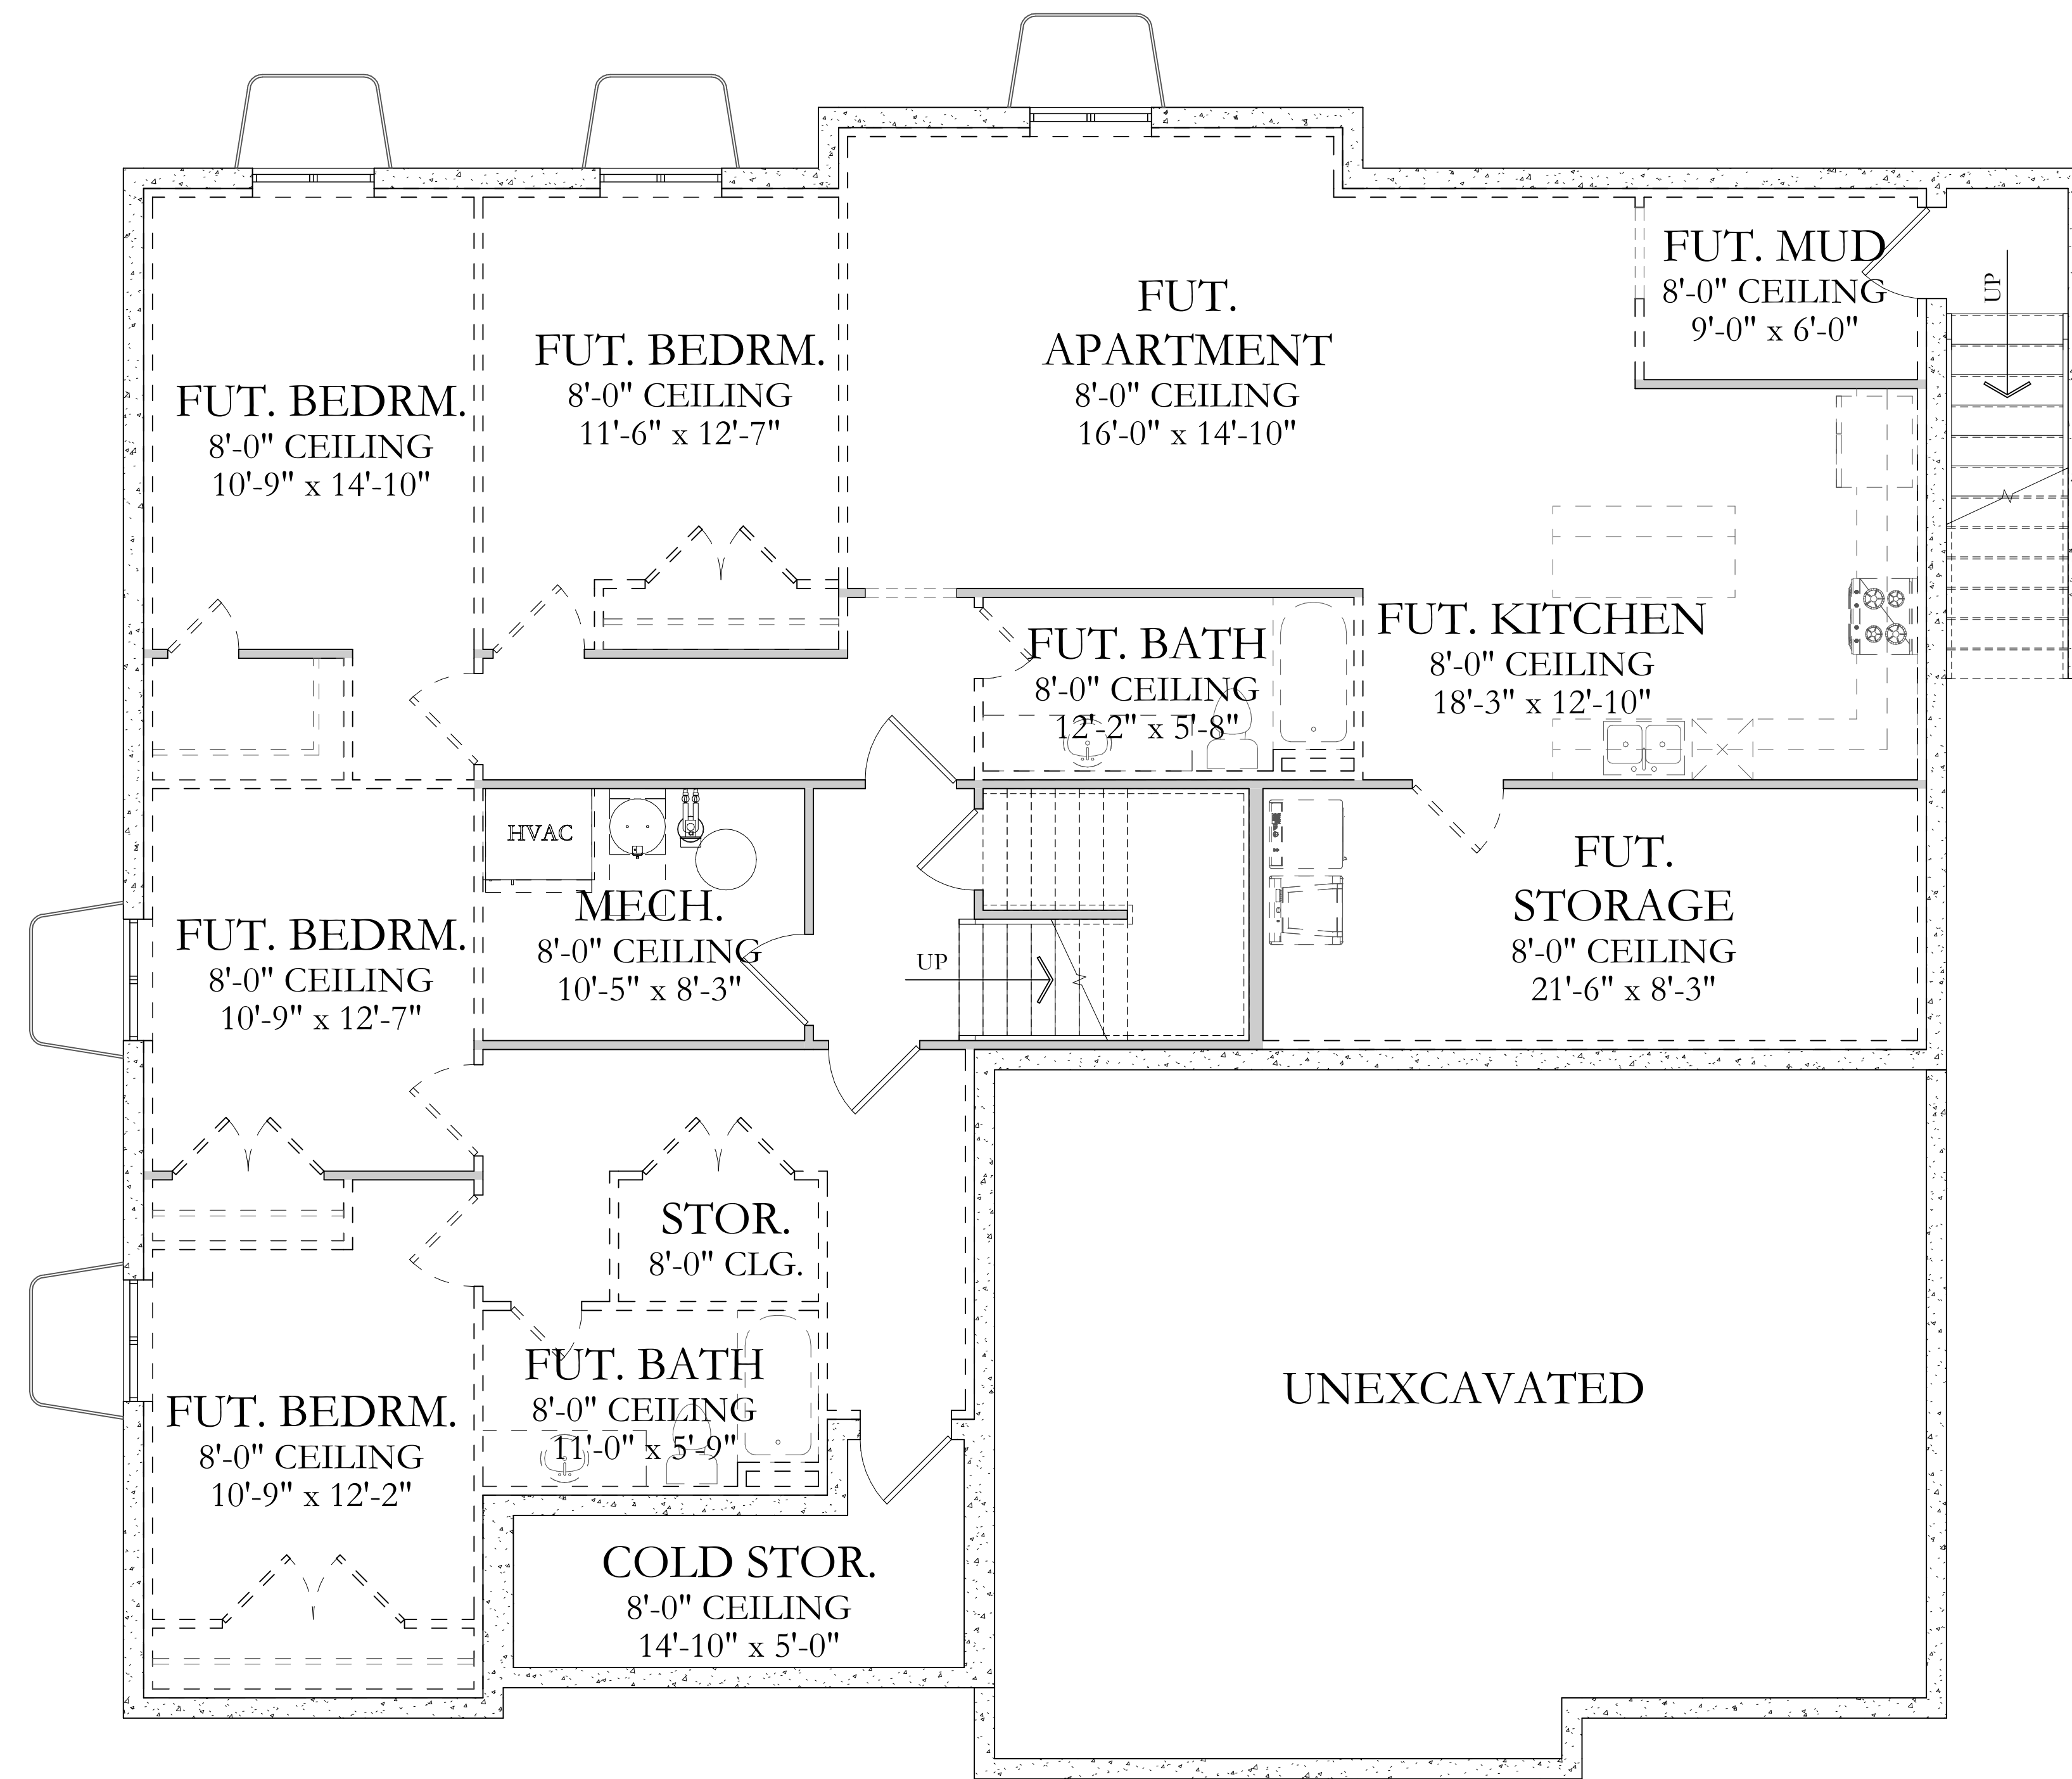 FUT. MUD
8'-0" CEILING
9'-0" x 6'-0"
UP
FUT.
APARTMENT
8'-0" CEILING
16'-0" x 14'-10"
FUT. BEDRM.
8'-0" CEILING
11'-6" x 12'-7"
FUT. BEDRM.
8'-0" CEILING
10'-9" x 14'-10"
FUT. BATH
8'-0" CEILING
12'-2" x 5'-8"
FUT. KITCHEN
8'-0" CEILING
18'-3" x 12'-10"
HVAC
MECH.
8'-0" CEILING
10'-5" x 8'-3"
UP
FUT.
STORAGE
8'-0" CEILING
21'-6" x 8'-3"
FUT. BEDRM.
8'-0" CEILING
10'-9" x 12'-7"
STOR.
8'-0" CLG.
FUT. BATH
8'-0" CEILING
11'-0" x 5'-9"
UNEXCAVATED
FUT. BEDRM.
8'-0" CEILING
10'-9" x 12'-2"
COLD STOR.
8'-0" CEILING
14'-10" x 5'-0"